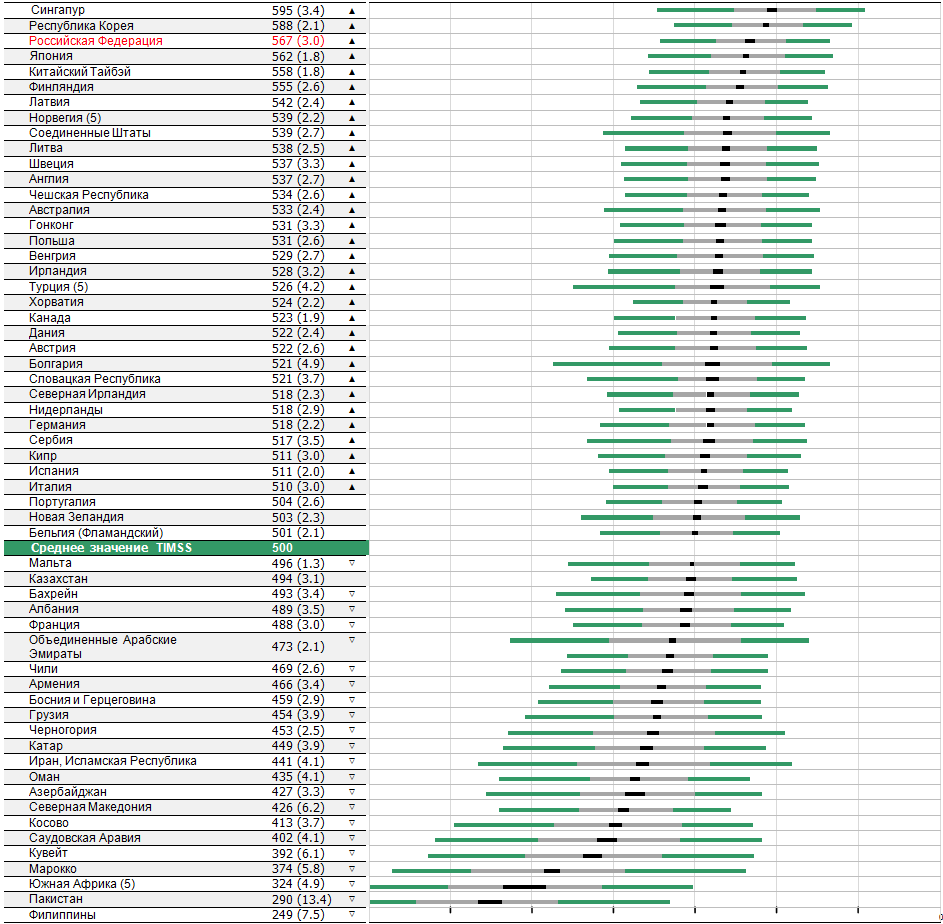 Сингапур 595 (3.4) ▲
Республика Корея 588 (2.1) ▲
Российская Федерация 567 (3.0) ▲
Япония 562 (1.8) ▲
Китайский Тайбэй 558 (1.8) ▲
Финляндия 555 (2.6) ▲
Латвия 542 (2.4) ▲
Норвегия (5) 539 (2.2) ▲
Соединенные Штаты 539 (2.7) ▲
Литва 538 (2.5) ▲
Швеция 537 (3.3) ▲
Англия 537 (2.7) ▲
Чешская Республика 534 (2.6) ▲
Австралия 533 (2.4) ▲
Гонконг 531 (3.3) ▲
Польша 531 (2.6) ▲
Венгрия 529 (2.7) ▲
Ирландия 528 (3.2) ▲
Турция (5) 526 (4.2) ▲
Хорватия 524 (2.2) ▲
Канада 523 (1.9) ▲
Дания 522 (2.4) ▲
Австрия 522 (2.6) ▲
Болгария 521 (4.9) ▲
Словацкая Республика 521 (3.7) ▲
Северная Ирландия 518 (2.3) ▲
Нидерланды 518 (2.9) ▲
Германия 518 (2.2) ▲
Сербия 517 (3.5) ▲
Кипр 511 (3.0) ▲
Испания 511 (2.0) ▲
Италия 510 (3.0) ▲
Португалия 504 (2.6)
Новая Зеландия 503 (2.3)
Бельгия (Фламандский) 501 (2.1)
Среднее значение TIMSS 500
Мальта 496 (1.3) ▽
Казахстан 494 (3.1)
Бахрейн 493 (3.4) ▽
Албания 489 (3.5) ▽
Франция 488 (3.0) ▽
Объединенные Арабские
Эмираты 473 (2.1) ▽
Чили 469 (2.6) ▽
Армения 466 (3.4) ▽
Босния и Герцеговина 459 (2.9) ▽
Грузия 454 (3.9) ▽
Черногория 453 (2.5) ▽
Катар 449 (3.9) ▽
Иран, Исламская Республика 441 (4.1) ▽
Оман 435 (4.1) ▽
Азербайджан 427 (3.3) ▽
Северная Македония 426 (6.2) ▽
Косово 413 (3.7) ▽
Саудовская Аравия 402 (4.1) ▽
Кувейт 392 (6.1) ▽
Марокко 374 (5.8) ▽
Южная Африка (5) 324 (4.9) ▽
Пакистан 290 (13.4) ▽
Филиппины 249 (7.5) ▽